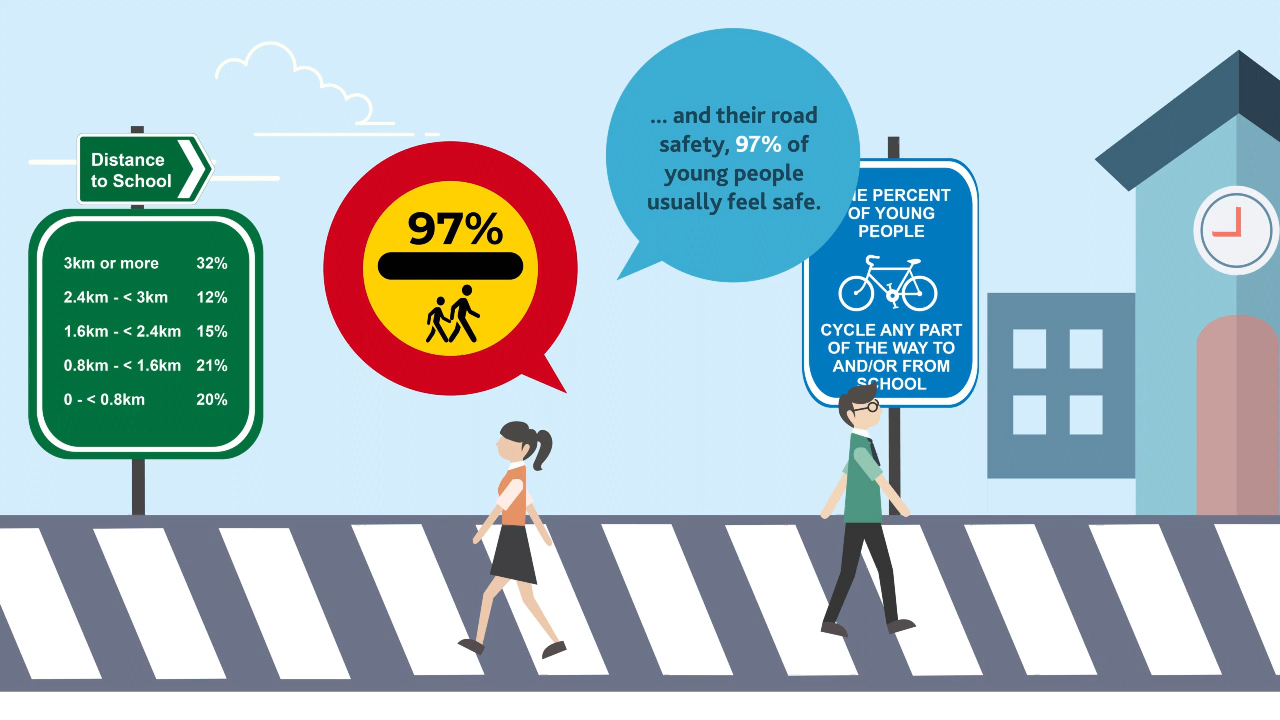 Distance
to School
3km or more 32%
2.4km - < 3km 12%
1.6km - < 2.4km 15%
0.8km - < 1.6km 21%
0 - < 0.8km 20%
97%
... and their road
safety, 97% of
young people
usually feel safe.
PERCENT
OF YOUNG
PEOPLE
CYCLE ANY PART
OF THE WAY TO
AND/OR FROM
SCHOOL